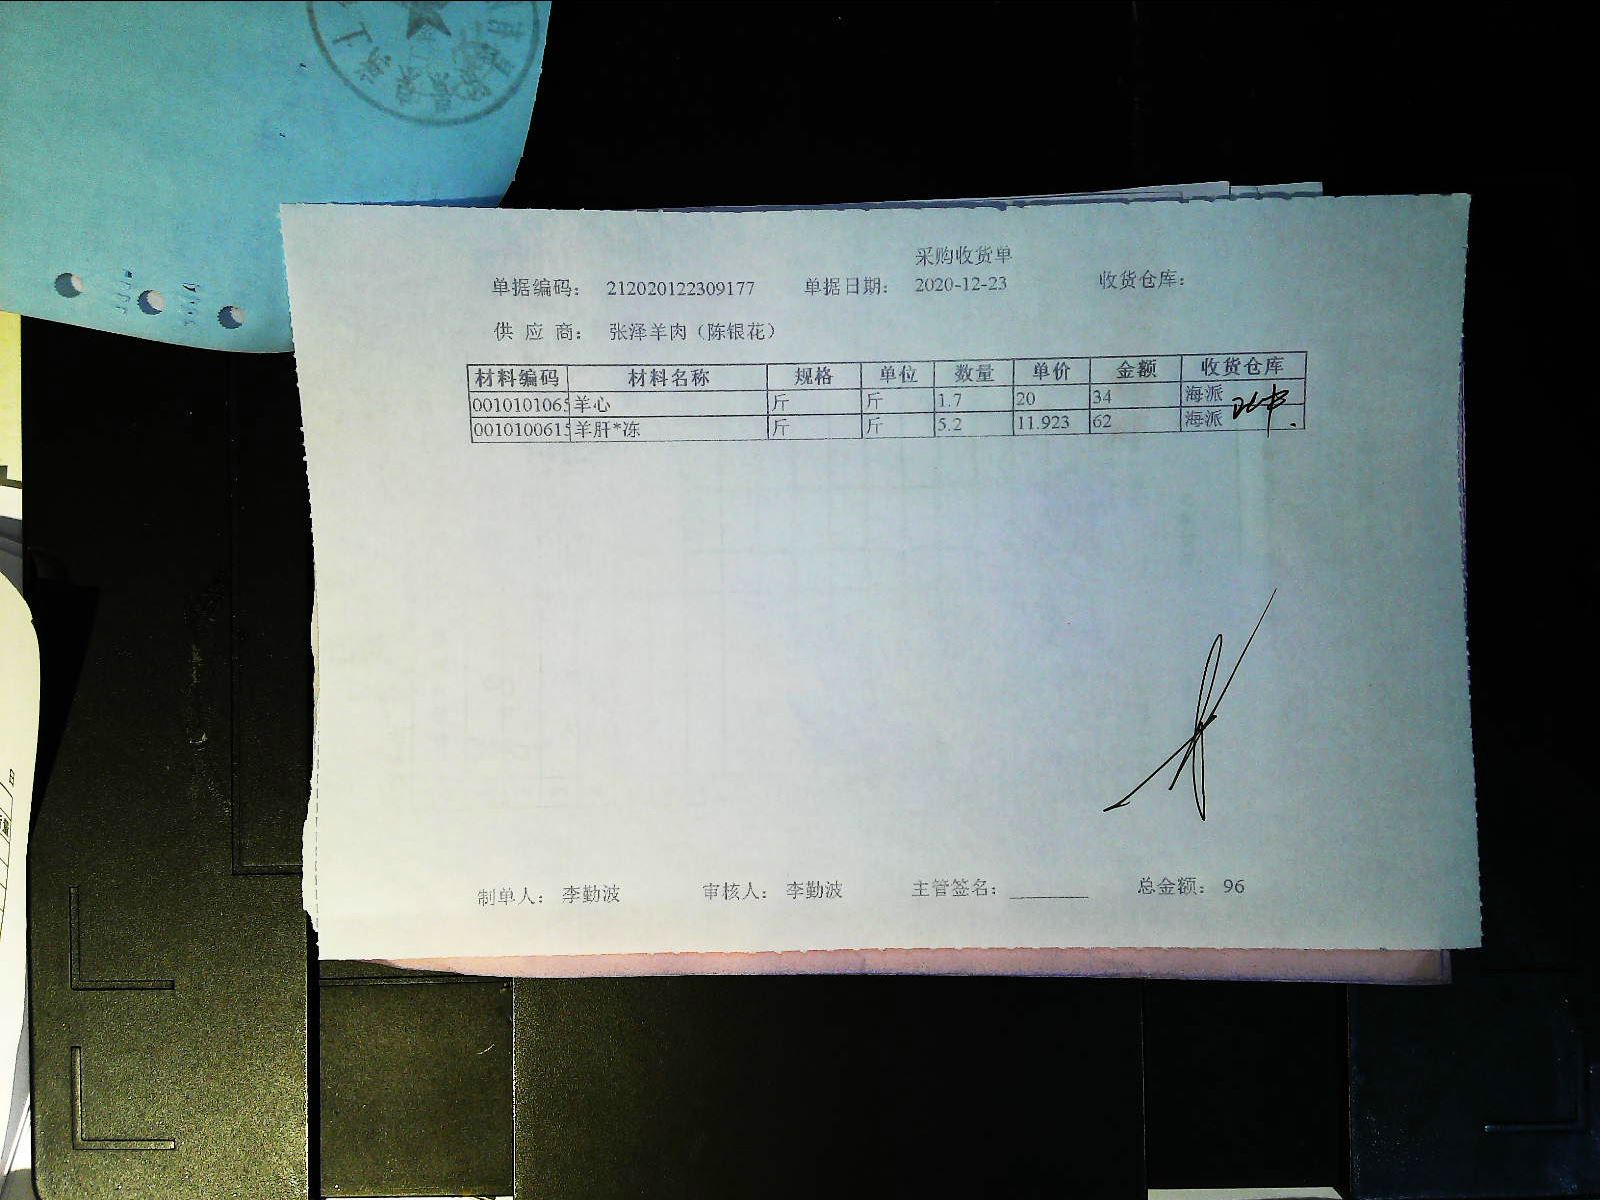 采购收货单
单据编码： 212020122309177 单据日期： 2020-12-23 收货仓库：
供 应 商： 张泽羊肉（陈银花）
材料编码 材料名称 规格 单位 数量 单价 金额 收货仓库
0010101065 羊心 斤 斤 1.7 20 34 海派
0010100615 羊肝*冻 斤 斤 5.2 11.923 62 海派
制单人： 李勤波 审核人： 李勤波 主管签名： ________ 总金额： 96